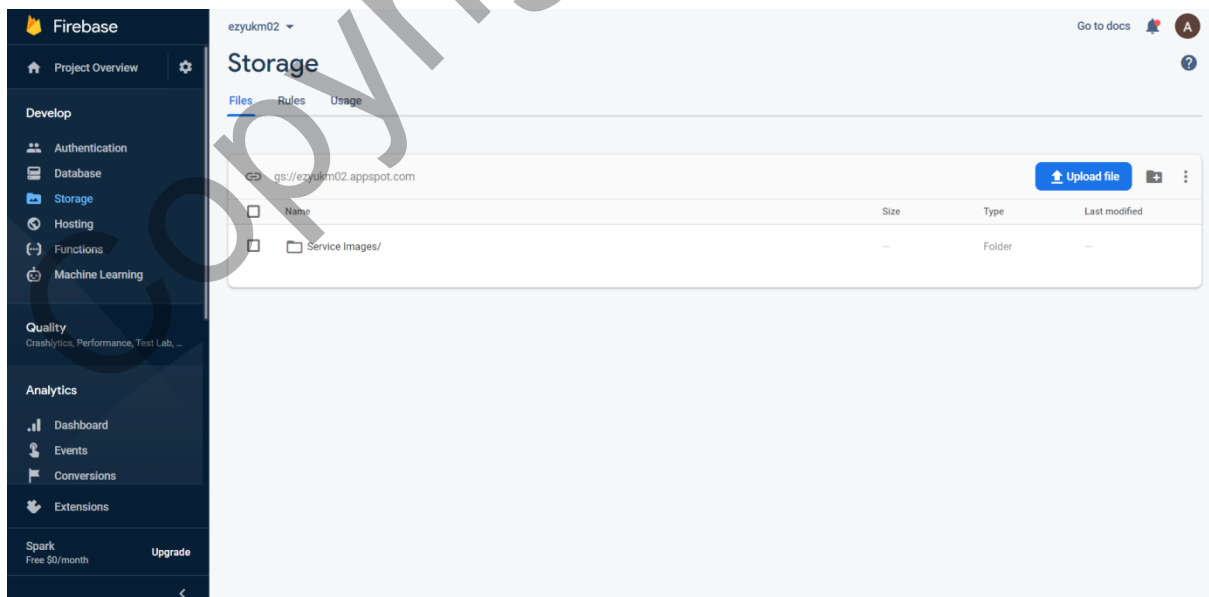 Firebase
Project Overview
Develop
Authentication
Database
Storage
Hosting
Functions
Machine Learning
Quality
Crashlytics, Performance, Test Lab, ...
Analytics
Dashboard
Events
Conversions
Extensions
Spark
Free $0/month
Upgrade
ezyukm02
Go to docs
A
Storage
Files Rules Usage
gs://ezyukm02.appspot.com
Upload file
Name Size Type Last modified
Service Images/ – Folder –